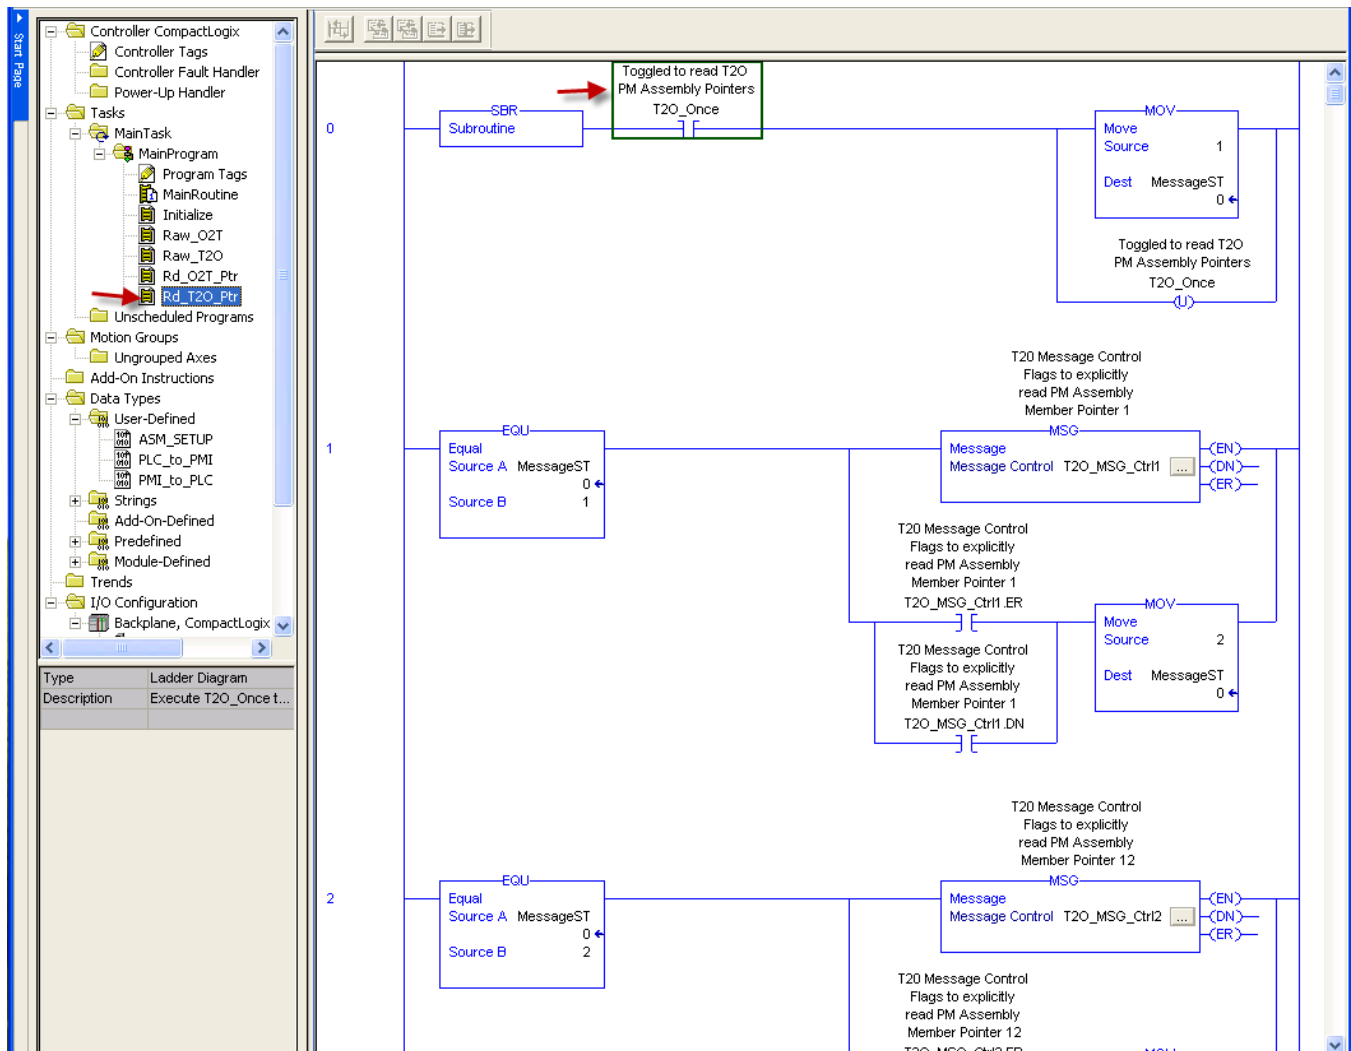 Start Page
Controller CompactLogix
Controller Tags
Controller Fault Handler
Power-Up Handler
Tasks
MainTask
MainProgram
Program Tags
MainRoutine
Initialize
Raw_O2T
Raw_T2O
Rd_O2T_Ptr
Rd_T2O_Ptr
Unscheduled Programs
Motion Groups
Ungrouped Axes
Add-On Instructions
Data Types
User-Defined
ASM_SETUP
PLC_to_PMI
PMI_to_PLC
Strings
Add-On-Defined
Predefined
Module-Defined
Trends
I/O Configuration
Backplane, CompactLogix
Type Ladder Diagram
Description Execute T2O_Once t...
Toggled to read T2O
PM Assembly Pointers
T2O_Once
0
SBR
Subroutine
MOV
Move
Source 1
Dest MessageST
0
Toggled to read T2O
PM Assembly Pointers
T2O_Once
U
T20 Message Control
Flags to explicitly
read PM Assembly
Member Pointer 1
1
EQU
Equal
Source A MessageST
0
Source B 1
MSG
Message
Message Control T2O_MSG_Ctrl1 ...
EN
DN
ER
T20 Message Control
Flags to explicitly
read PM Assembly
Member Pointer 1
T2O_MSG_Ctrl1.ER
MOV
Move
Source 2
Dest MessageST
0
T20 Message Control
Flags to explicitly
read PM Assembly
Member Pointer 1
T2O_MSG_Ctrl1.DN
T20 Message Control
Flags to explicitly
read PM Assembly
Member Pointer 12
2
EQU
Equal
Source A MessageST
0
Source B 2
MSG
Message
Message Control T2O_MSG_Ctrl2 ...
EN
DN
ER
T20 Message Control
Flags to explicitly
read PM Assembly
Member Pointer 12
T2O_MSG_Ctrl2.ER
MOV